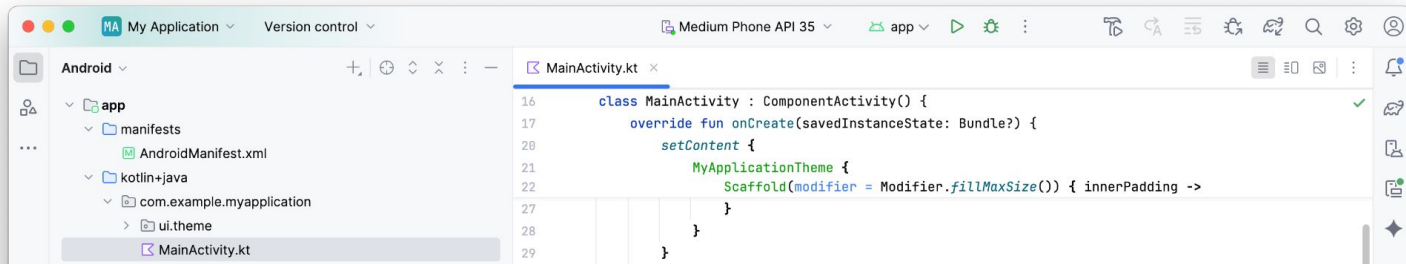 MA My Application Version control Medium Phone API 35 app
Android
MainActivity.kt
app
manifests
AndroidManifest.xml
kotlin+java
com.example.myapplication
ui.theme
MainActivity.kt
16 class MainActivity : ComponentActivity() {
17 override fun onCreate(savedInstanceState: Bundle?) {
20 setContent {
21 MyApplicationTheme {
22 Scaffold(modifier = Modifier.fillMaxSize()) { innerPadding ->
27 }
28 }
29 }